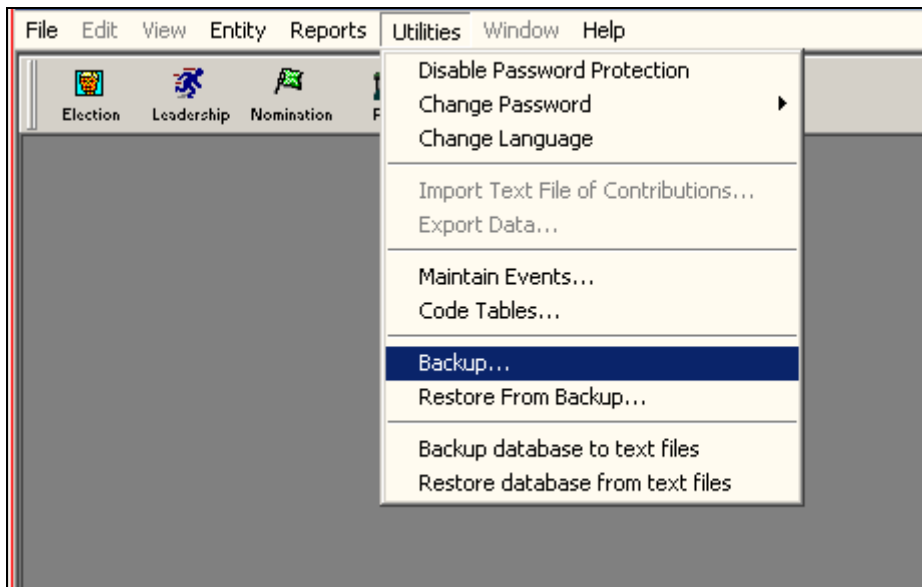 File Edit View Entity Reports Utilities Window Help
Election Leadership Nomination
Disable Password Protection
Change Password
Change Language
Import Text File of Contributions...
Export Data...
Maintain Events...
Code Tables...
Backup...
Restore From Backup...
Backup database to text files
Restore database from text files